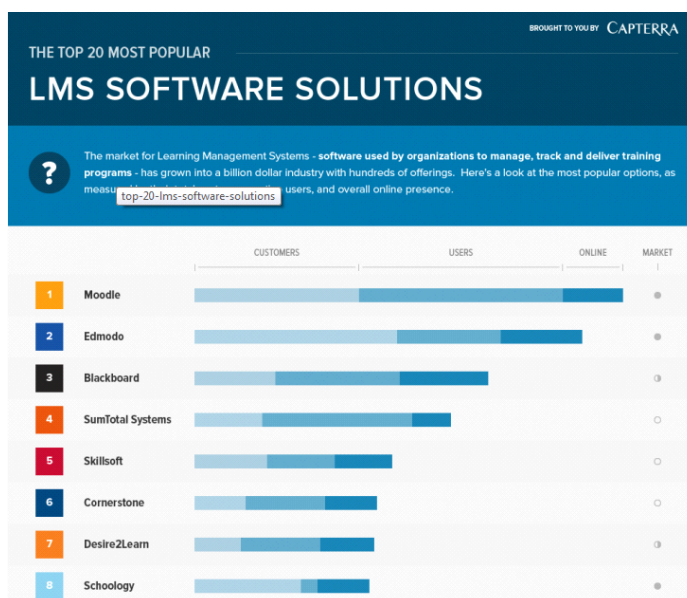 BROUGHT TO YOU BY CAPTERRA
THE TOP 20 MOST POPULAR
LMS SOFTWARE SOLUTIONS
?
The market for Learning Management Systems - software used by organizations to manage, track and deliver training
programs - has grown into a billion dollar industry with hundreds of offerings. Here's a look at the most popular options, as
users, and overall online presence.
top-20-lms-software-solutions
CUSTOMERS USERS ONLINE MARKET
1 Moodle
2 Edmodo
3 Blackboard
4 SumTotal Systems
5 Skillsoft
6 Cornerstone
7 Desire2Learn
8 Schoology